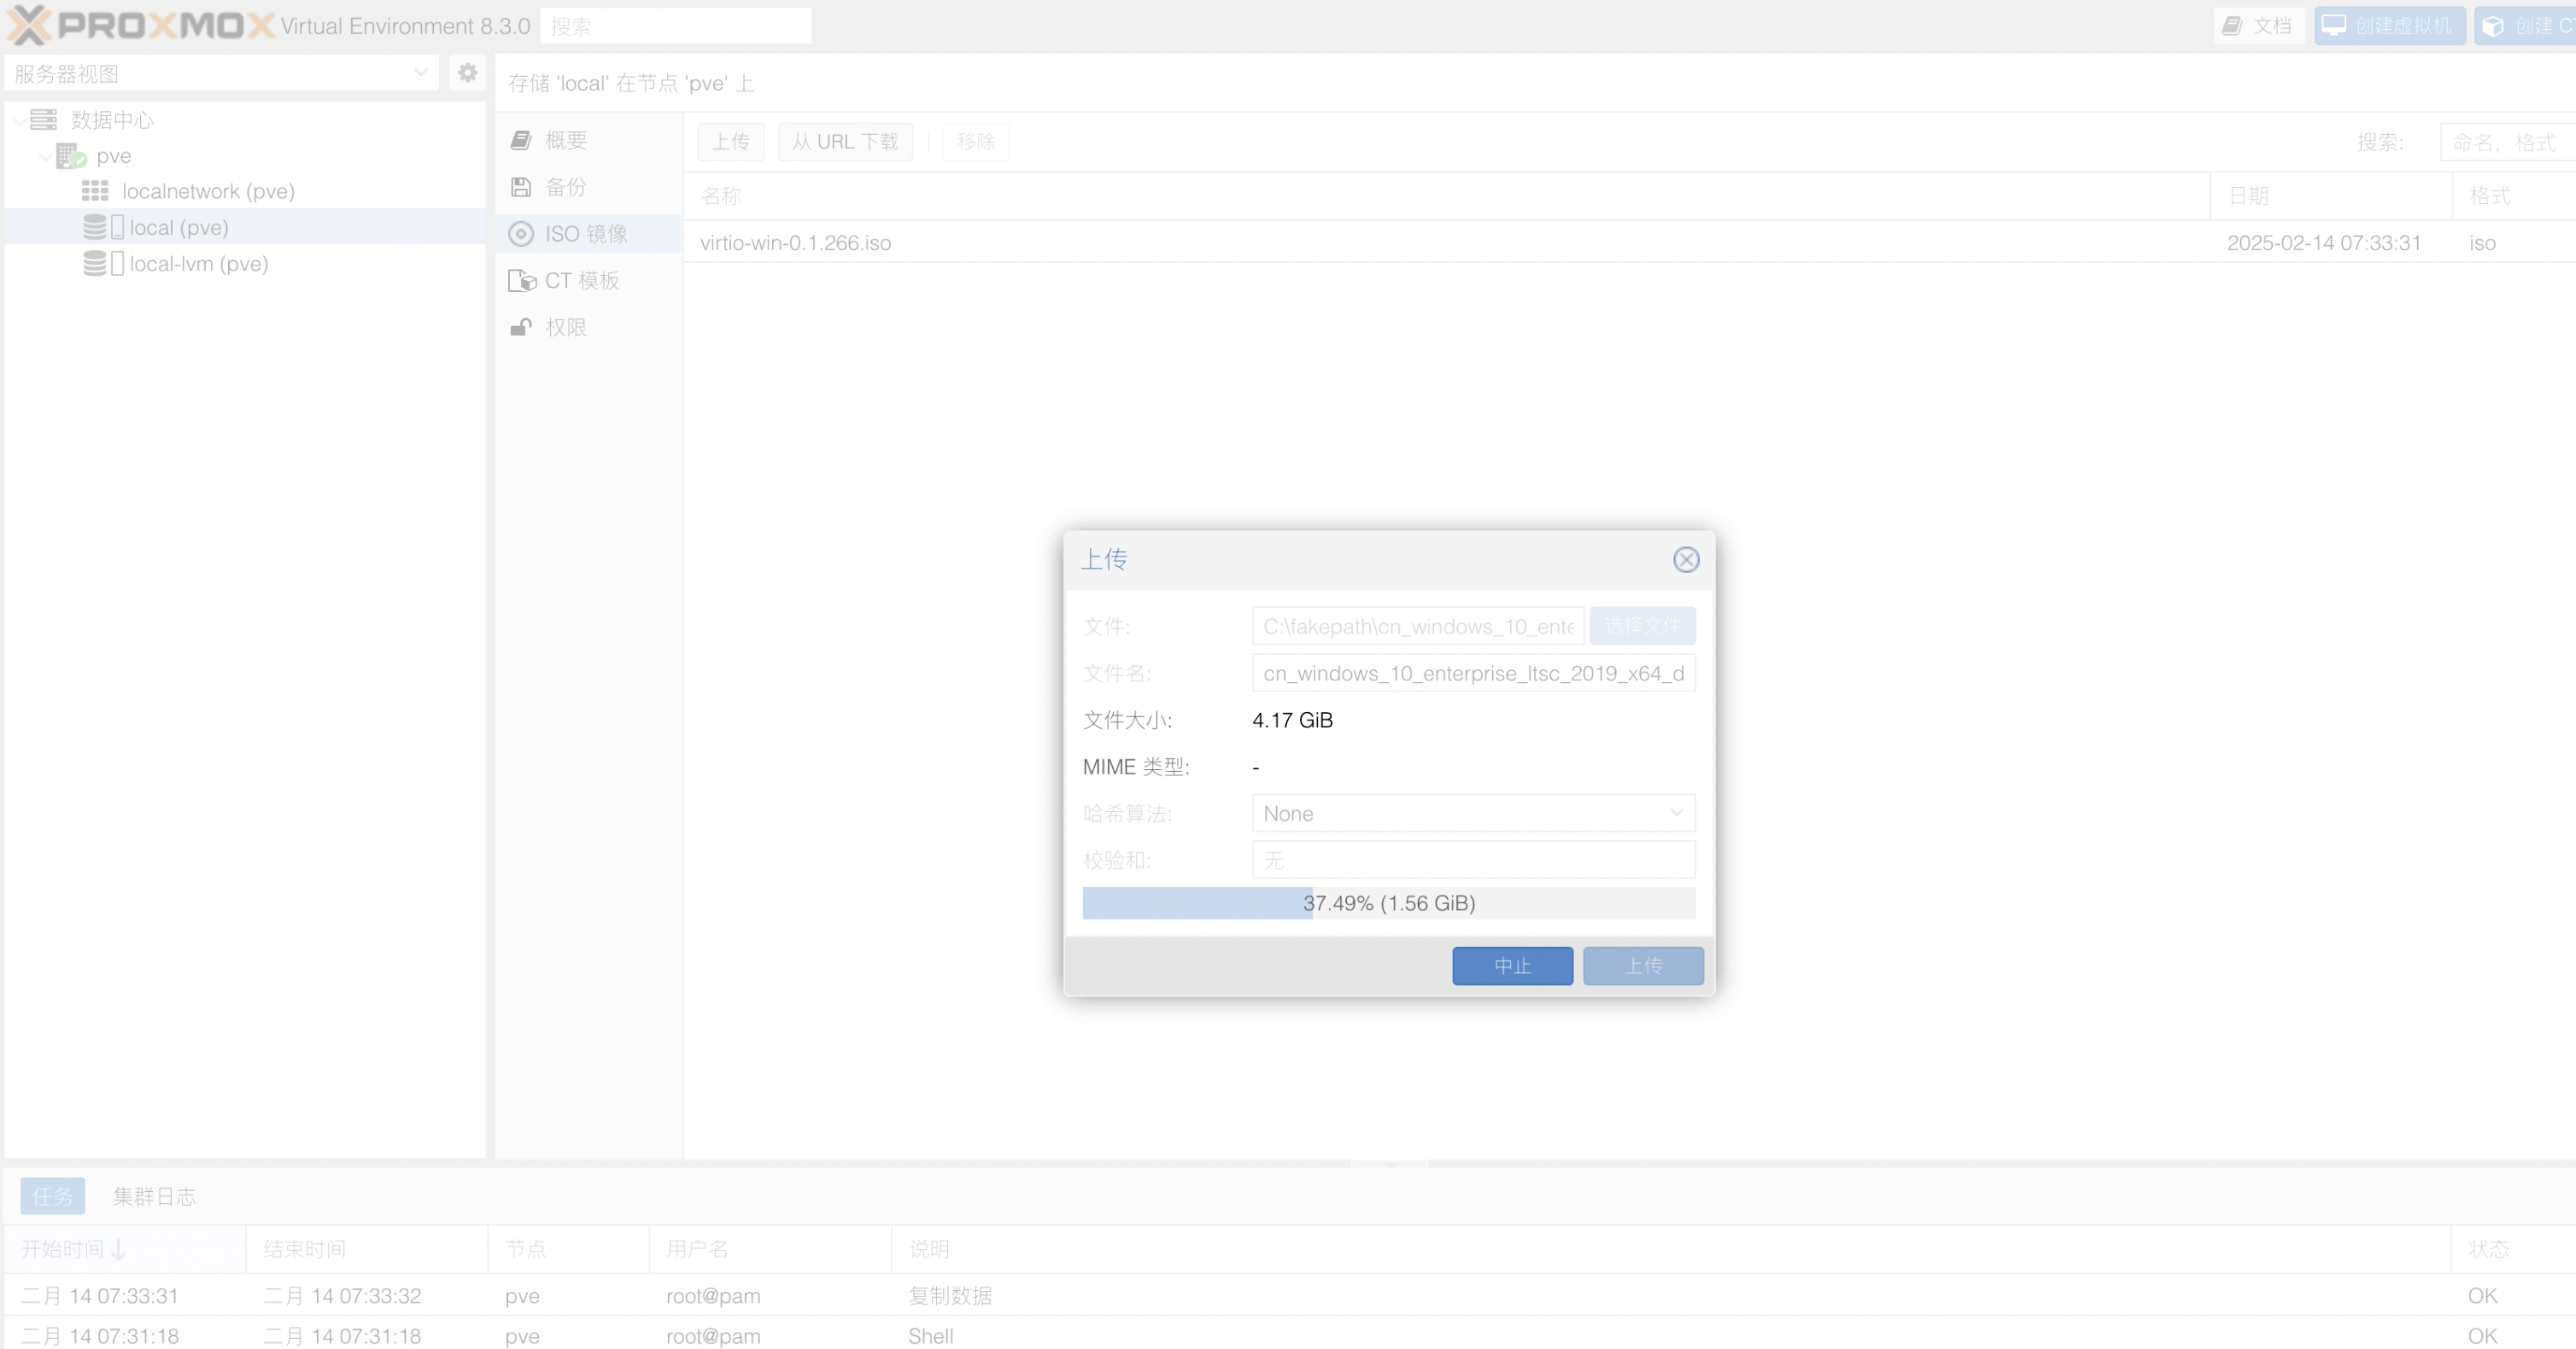 PROXMOX Virtual Environment 8.3.0 搜索 文档 创建虚拟机 创建 C
服务器视图
数据中心
pve
localnetwork (pve)
local (pve)
local-lvm (pve)
存储 'local' 在节点 'pve' 上
概要
备份
ISO 镜像
CT 模板
权限
上传 从 URL 下载 移除 搜索: 命名, 格式
名称 日期 格式
virtio-win-0.1.266.iso 2025-02-14 07:33:31 iso
上传
文件: C:\fakepath\cn_windows_10_ente 选择文件
文件名: cn_windows_10_enterprise_ltsc_2019_x64_d
文件大小: 4.17 GiB
MIME 类型: -
哈希算法: None
校验和: 无
37.49% (1.56 GiB)
中止 上传
任务 集群日志
开始时间 结束时间 节点 用户名 说明 状态
二月 14 07:33:31 二月 14 07:33:32 pve root@pam 复制数据 OK
二月 14 07:31:18 二月 14 07:31:18 pve root@pam Shell OK